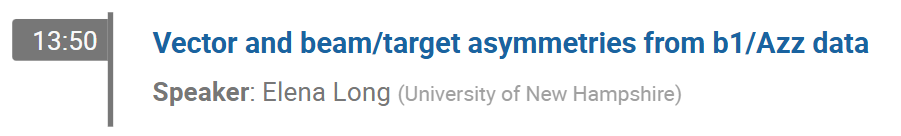 13:50
Vector and beam/target asymmetries from b1/Azz data
Speaker: Elena Long (University of New Hampshire)